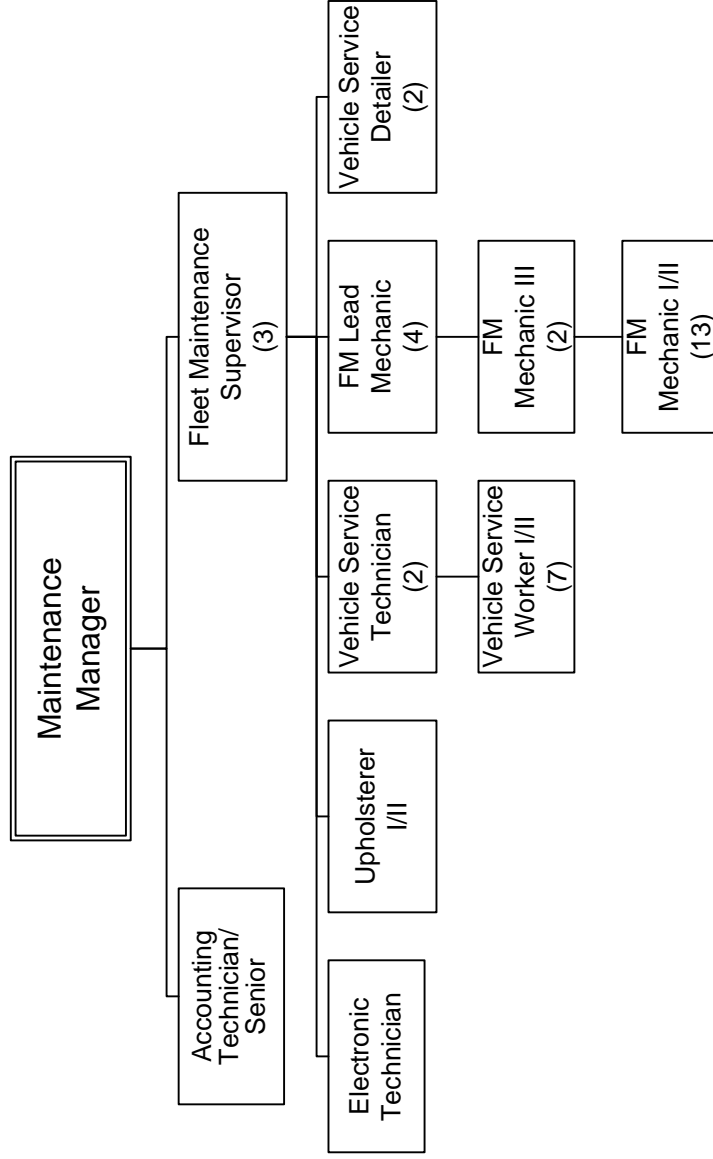 Maintenance
Manager
Accounting
Technician/
Senior
Fleet Maintenance
Supervisor
(3)
Electronic
Technician
Upholsterer
I/II
Vehicle Service
Technician
(2)
FM Lead
Mechanic
(4)
Vehicle Service
Detailer
(2)
Vehicle Service
Worker I/II
(7)
FM
Mechanic III
(2)
FM
Mechanic I/II
(13)